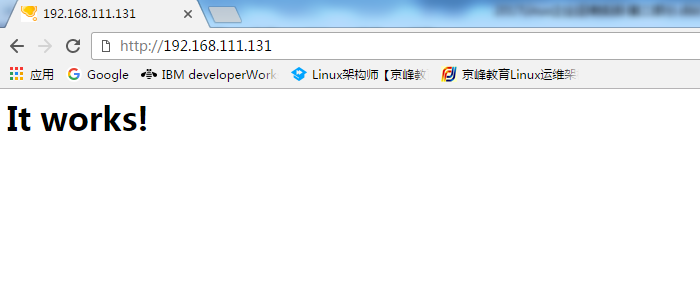 192.168.111.131
http://192.168.111.131
应用 Google IBM developerWork Linux架构师【京峰教 京峰教育Linux运维架
It works!